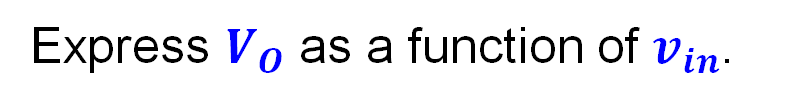 Express V_O as a function of v_in.